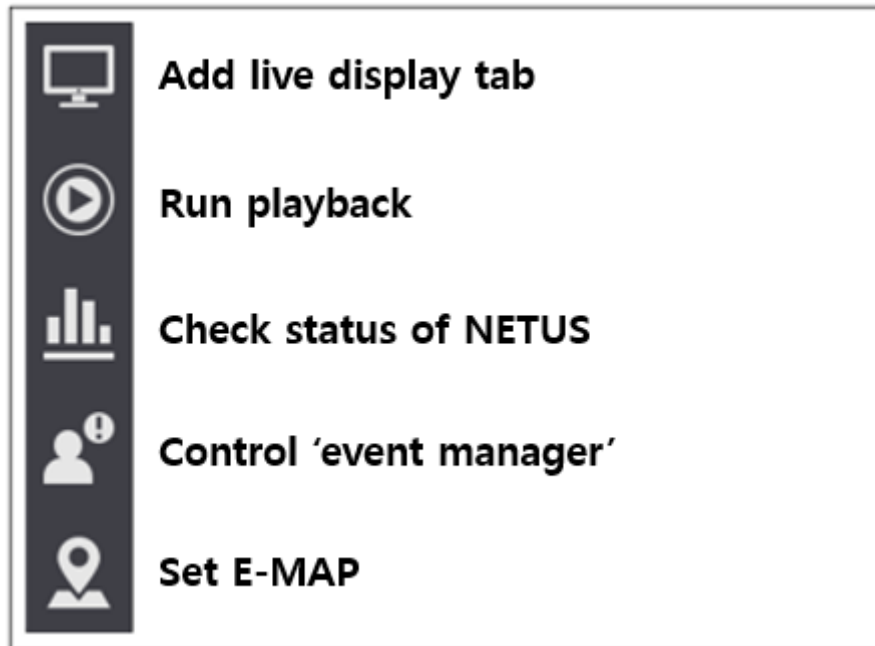 Add live display tab
Run playback
Check status of NETUS
Control ‘event manager’
Set E-MAP